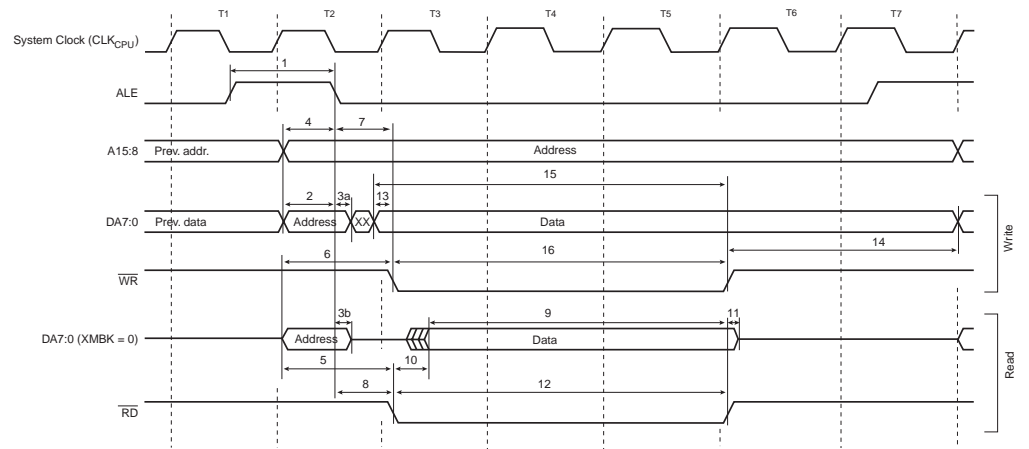 T1 T2 T3 T4 T5 T6 T7
System Clock (CLKCPU)
1
ALE
4 7
A15:8 Prev. addr. Address
15
2 3a 13
DA7:0 Prev. data Address XX Data
14
6 16
WR
Write
3b 9 11
DA7:0 (XMBK = 0) Address Data
5 10
8 12
RD
Read